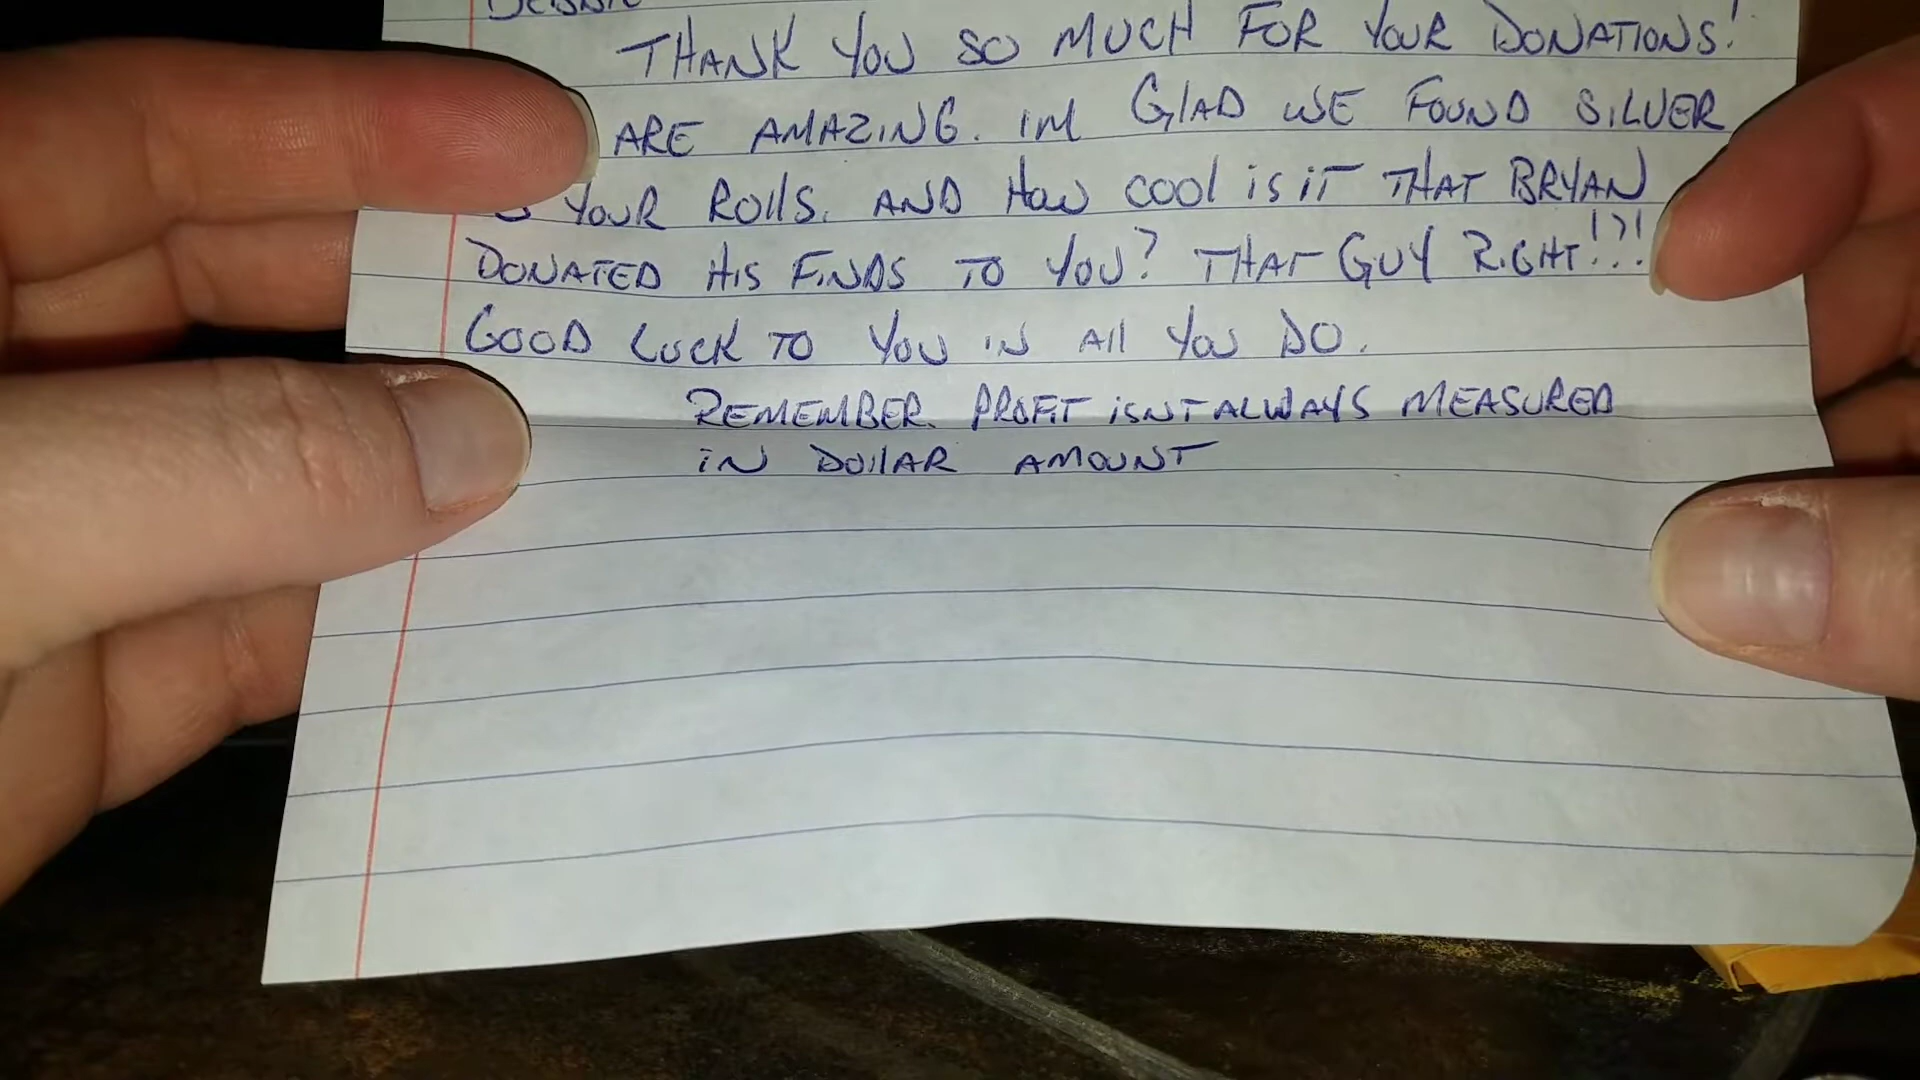 THANK YOU SO MUCH FOR YOUR DONATIONS!
ARE AMAZING. IM GLAD WE FOUND SILVER
YOUR ROLLS. AND HOW COOL IS IT THAT BRYAN
DONATED HIS FINDS TO YOU? THAT GUY RIGHT!?!
GOOD LUCK TO YOU IN ALL YOU DO.
REMEMBER. PROFIT ISNT ALWAYS MEASURED
IN DOLLAR AMOUNT